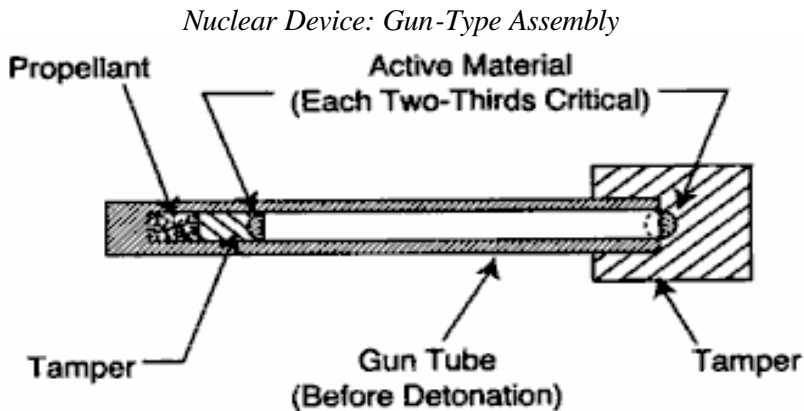 Nuclear Device: Gun-Type Assembly
Propellant
Active Material
(Each Two-Thirds Critical)
Tamper
Gun Tube
(Before Detonation)
Tamper